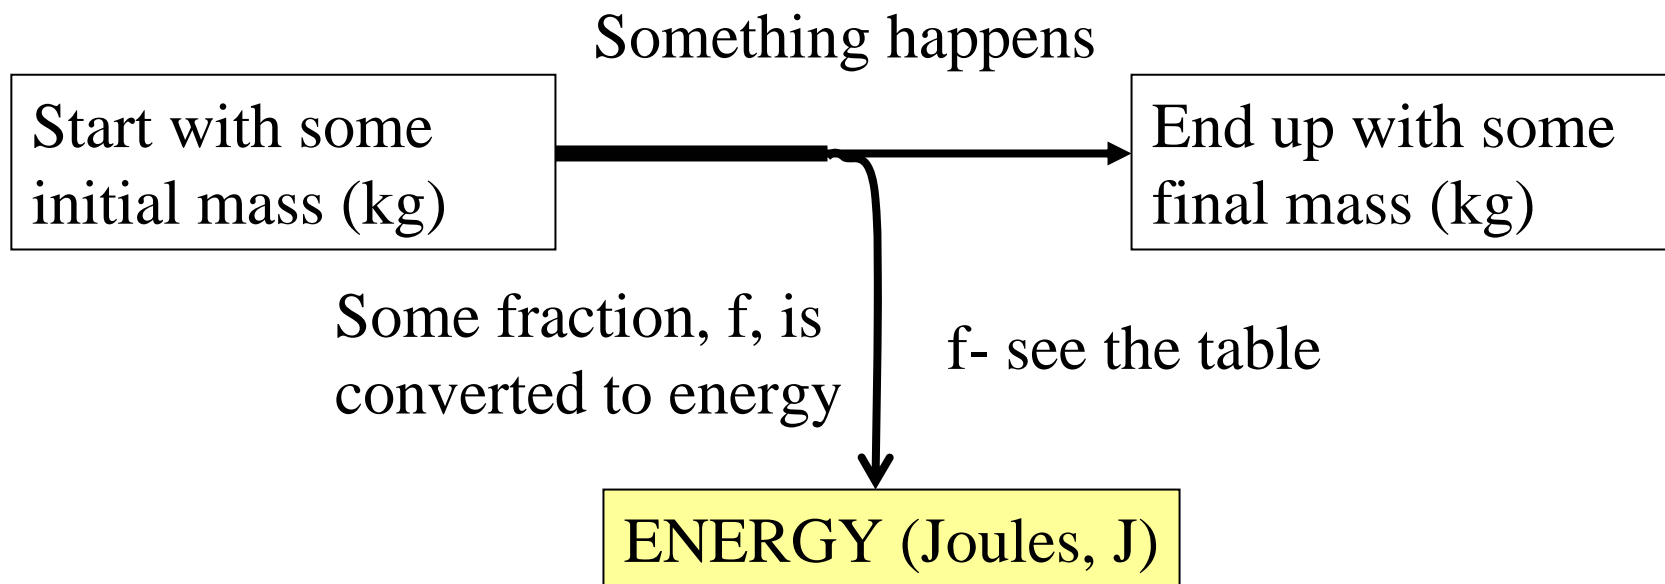 Something happens
Start with some
initial mass (kg)
End up with some
final mass (kg)
Some fraction, f, is
converted to energy
f- see the table
ENERGY (Joules, J)